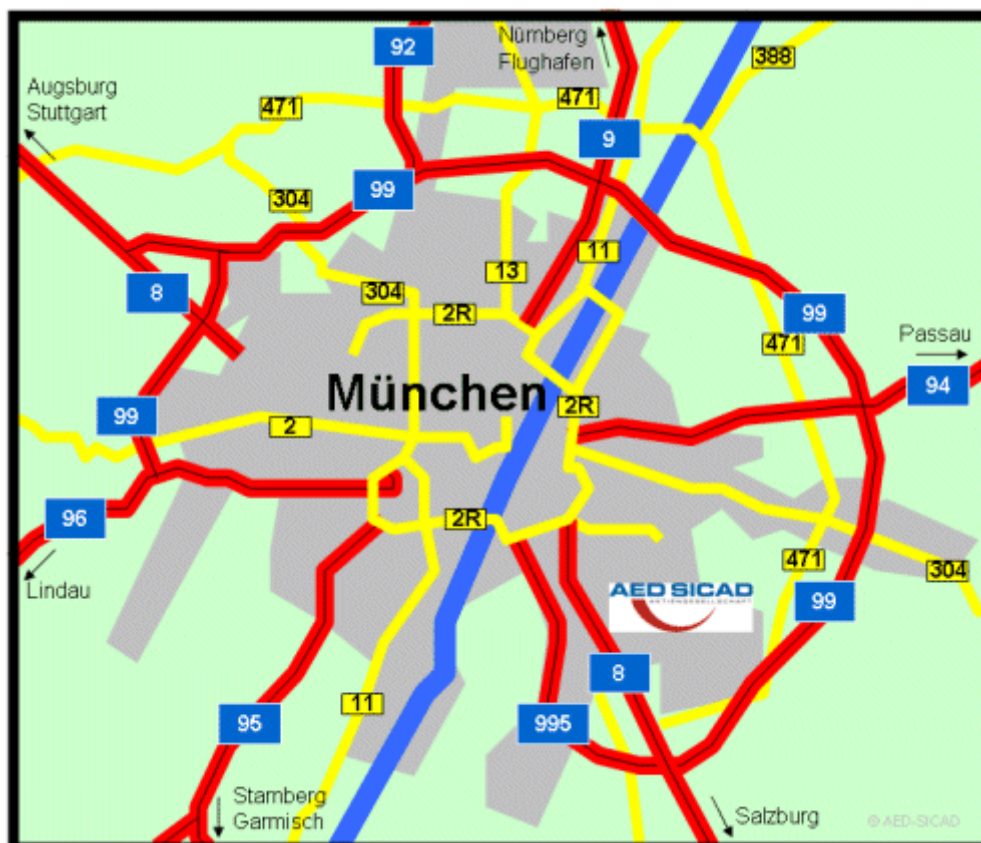 Nürnberg
Flughafen
92
388
Augsburg
Stuttgart
471
471
9
99
304
11
13
8
304
2R
99
471
Passau
94
München
2R
99
2
96
2R
Lindau
471
304
AED SICAD
AKTIENGESELLSCHAFT
99
8
11
95
995
Starnberg
Garmisch
Salzburg
© AED-SICAD